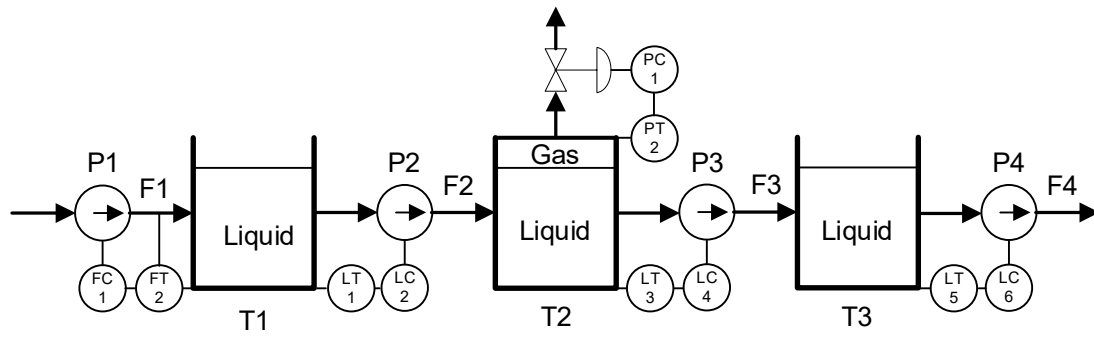 PC
1
PT
2
Gas
P1
F1
P2
F2
P3
F3
P4
F4
Liquid
Liquid
Liquid
FC
1
FT
2
LT
1
LC
2
LT
3
LC
4
LT
5
LC
6
T1
T2
T3